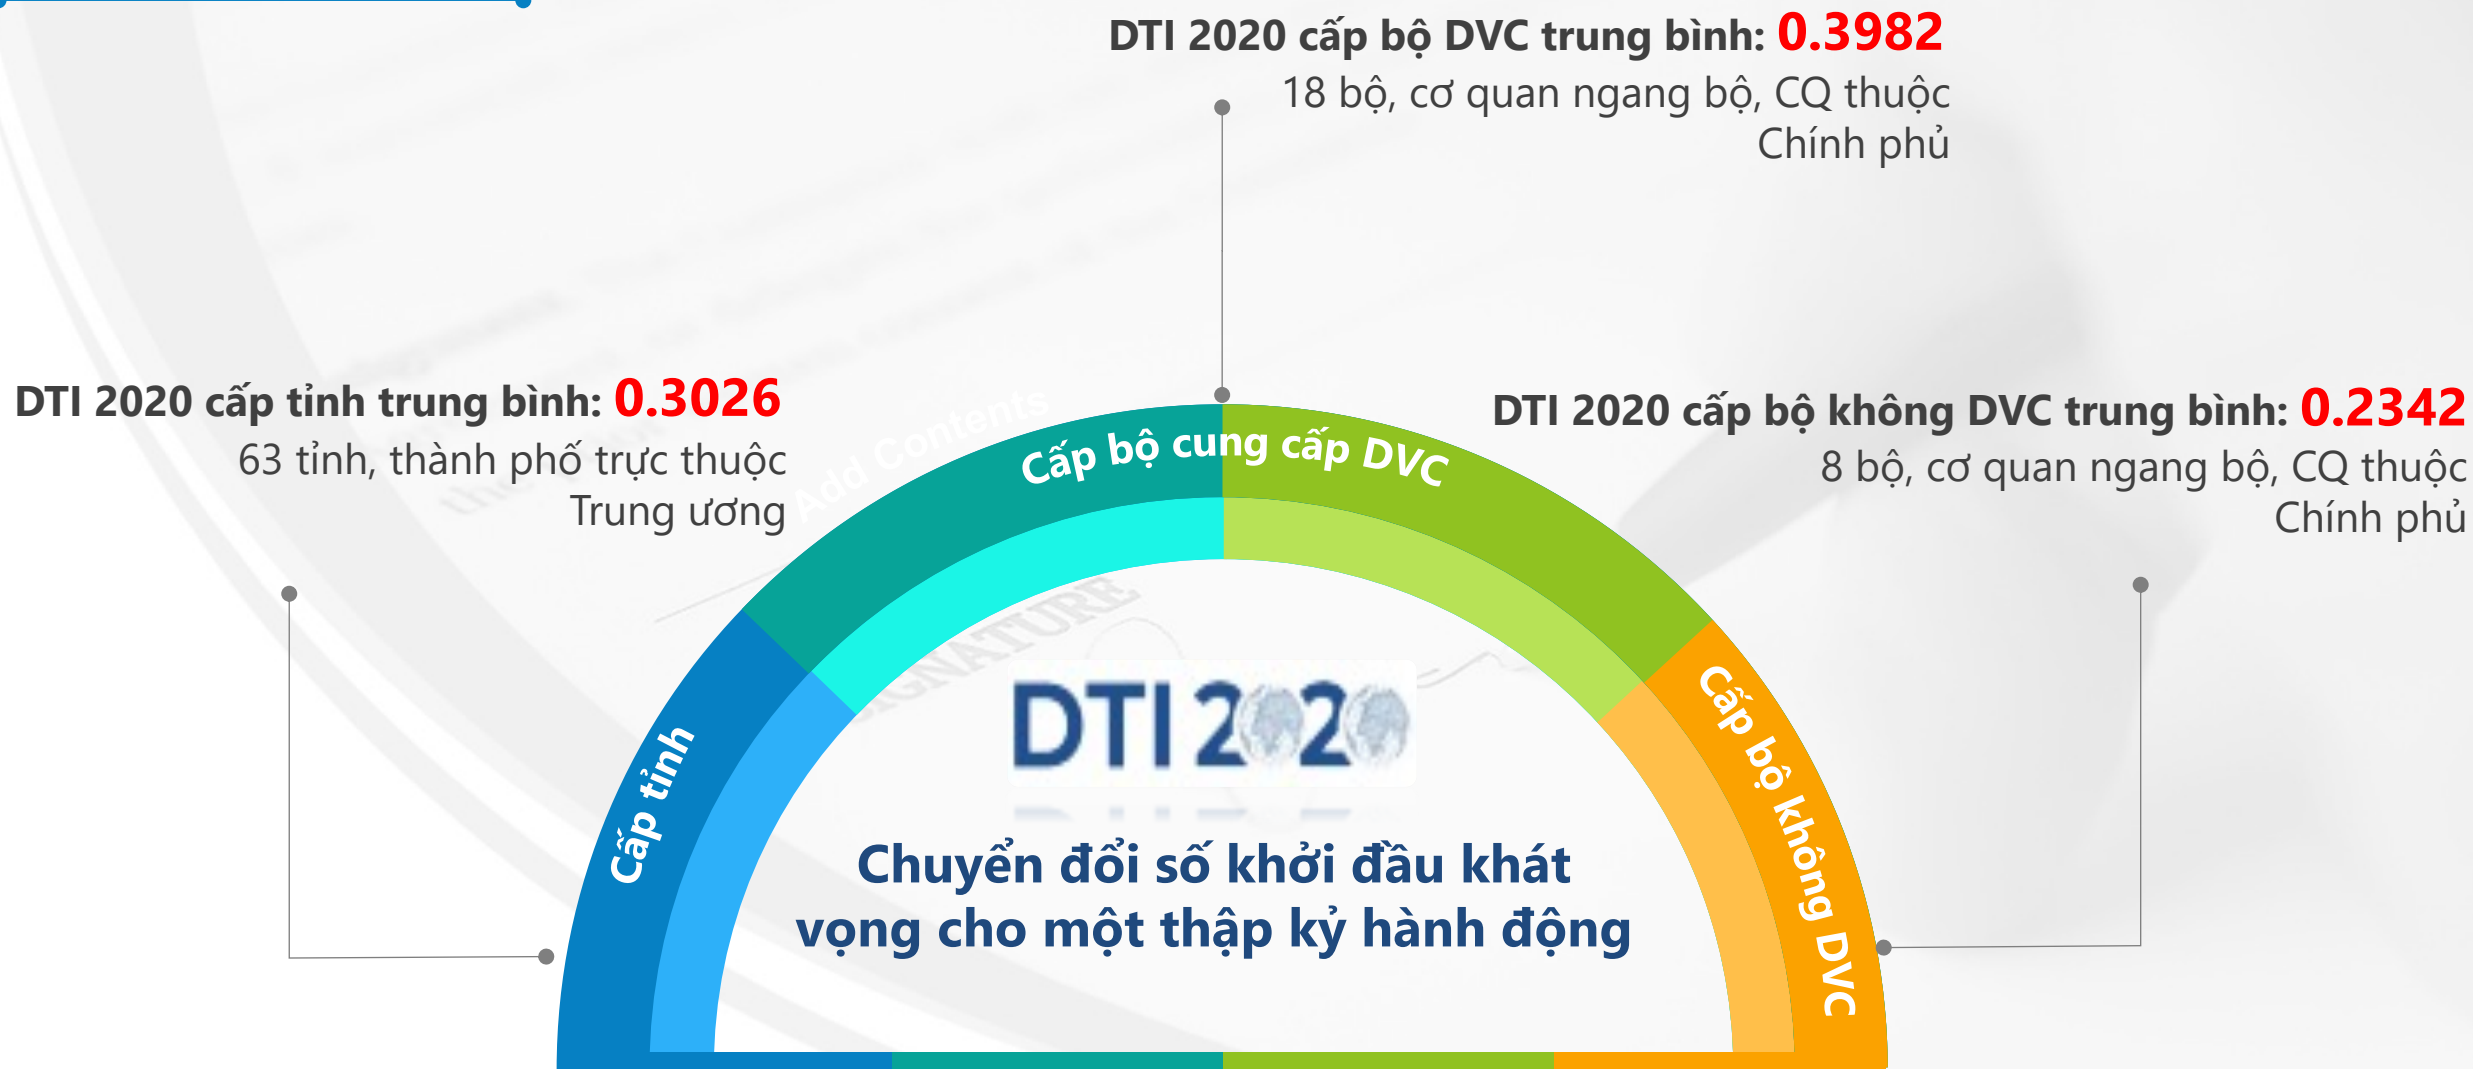 DTI 2020 cấp bộ DVC trung bình: 0.3982
18 bộ, cơ quan ngang bộ, CQ thuộc
Chính phủ
DTI 2020 cấp tỉnh trung bình: 0.3026
63 tỉnh, thành phố trực thuộc
Trung ương
DTI 2020 cấp bộ không DVC trung bình: 0.2342
8 bộ, cơ quan ngang bộ, CQ thuộc
Chính phủ
Add Contents
Cấp bộ cung cấp DVC
Cấp tỉnh
Cấp bộ không DVC
SIGNATURE
DTI 2020
Chuyển đổi số khởi đầu khát
vọng cho một thập kỷ hành động